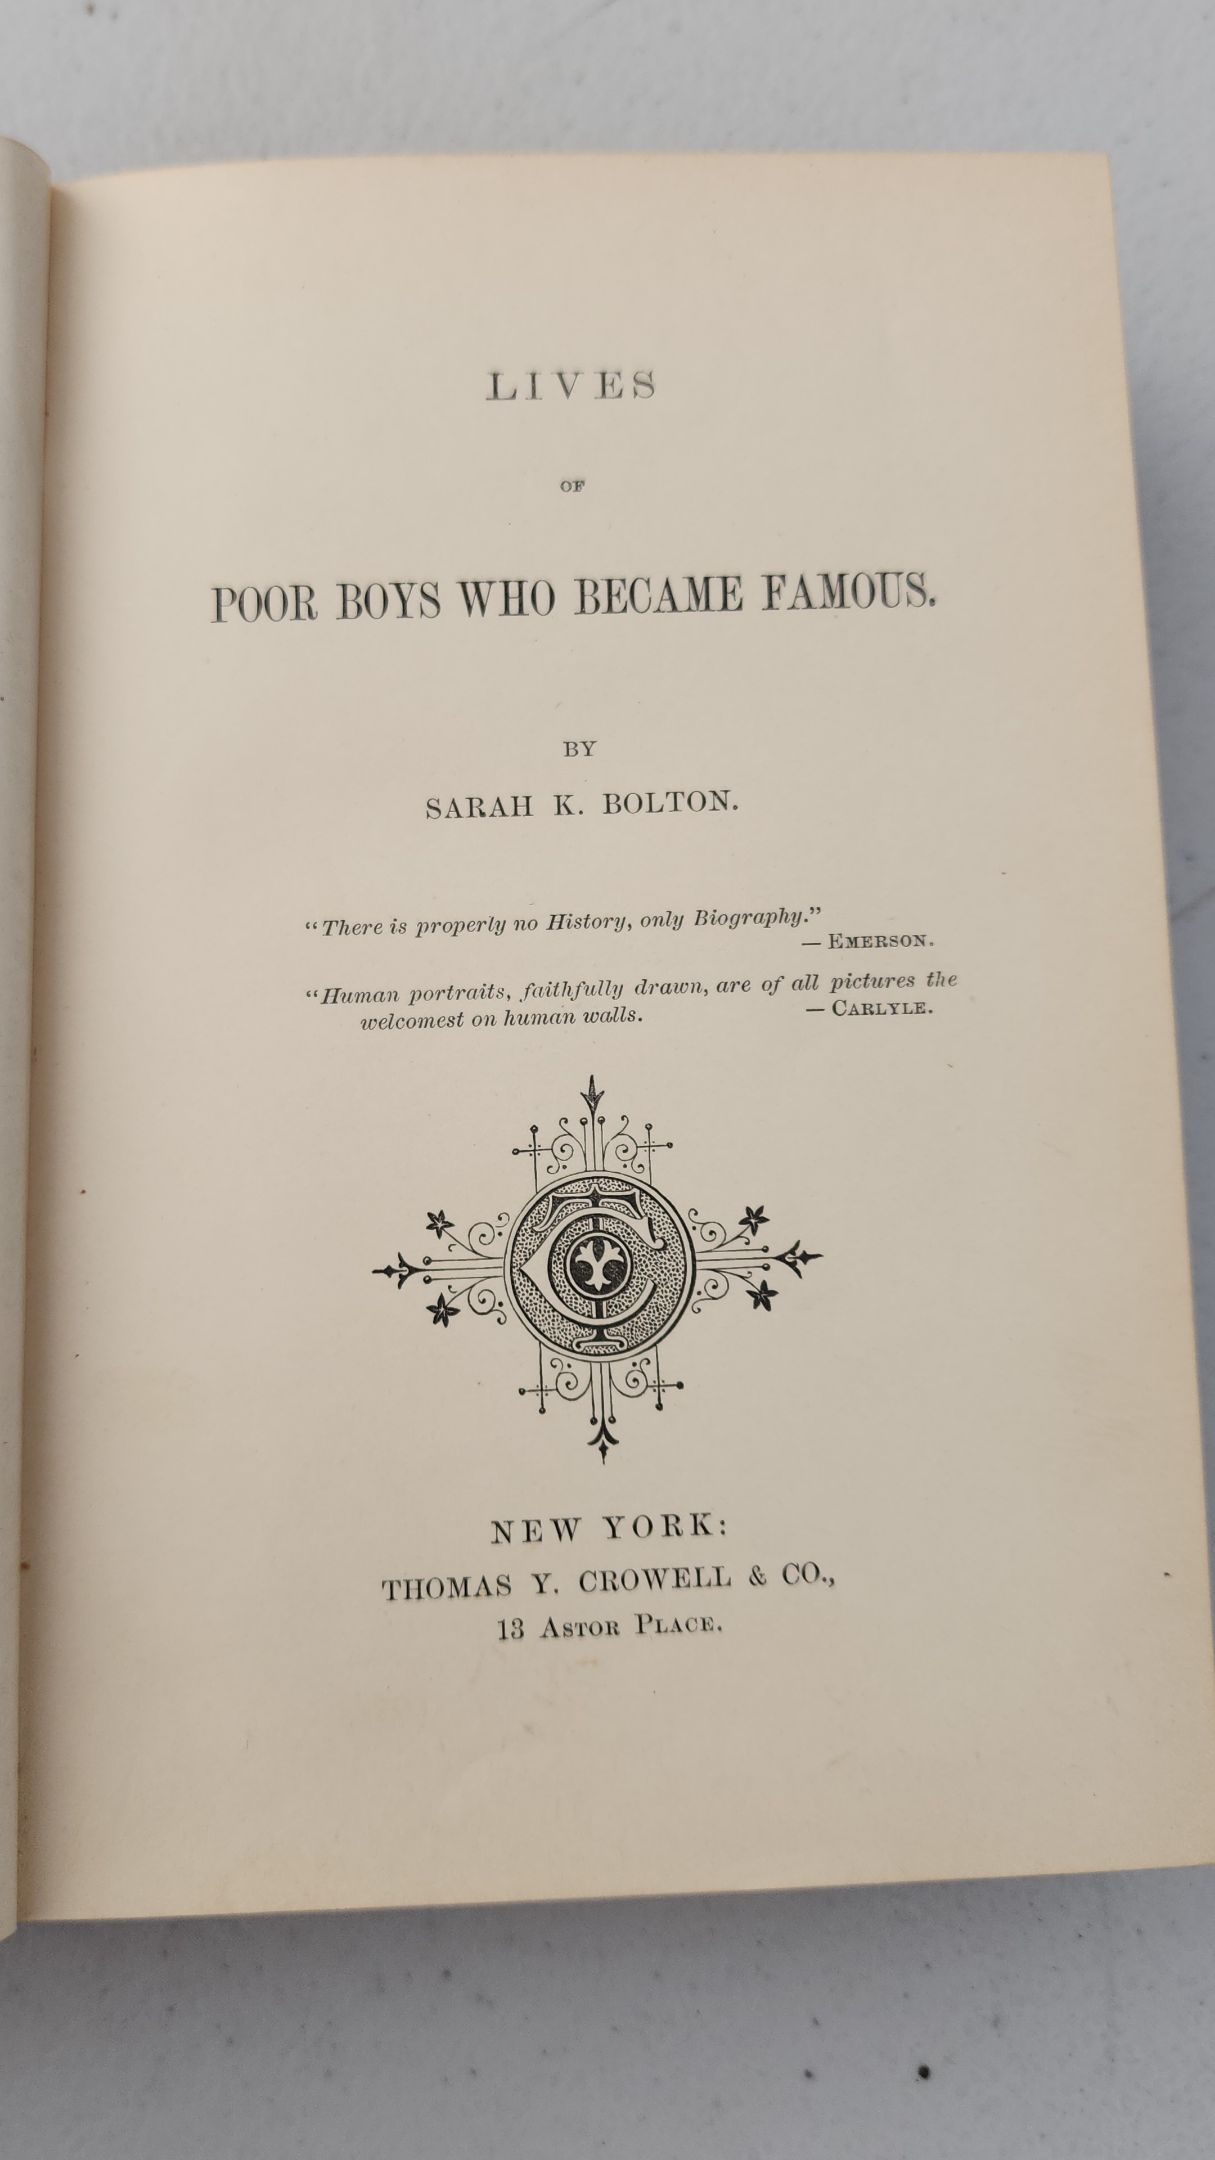 LIVES
OF
POOR BOYS WHO BECAME FAMOUS.
BY
SARAH K. BOLTON.
"There is properly no History, only Biography."
— EMERSON.
"Human portraits, faithfully drawn, are of all pictures the
welcomest on human walls. — CARLYLE.
TC
NEW YORK:
THOMAS Y. CROWELL & CO.,
13 ASTOR PLACE.